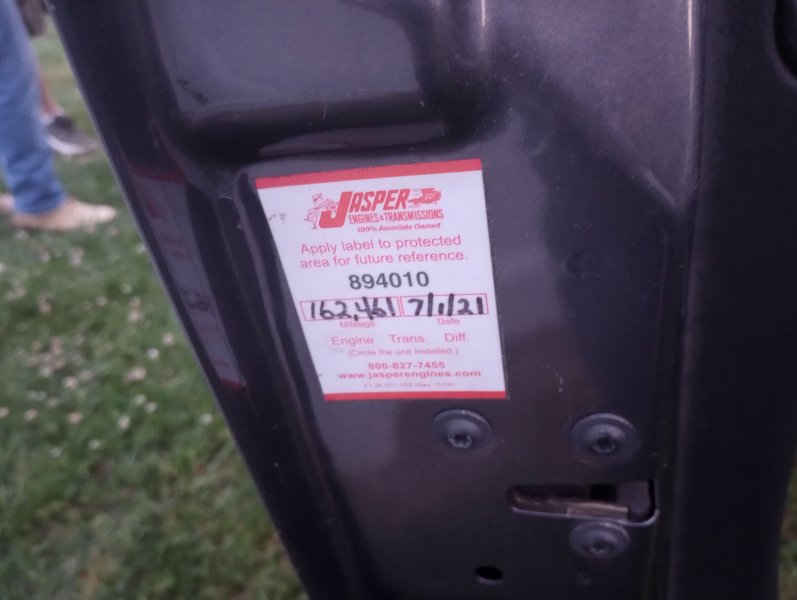 JASPER
ENGINES & TRANSMISSIONS
100% Associate Owned
Apply label to protected
area for future reference.
894010
162,461 7/1/21
Mileage Date
Engine Trans. Diff.
(Circle the unit installed.)
800-827-7455
www.jasperengines.com